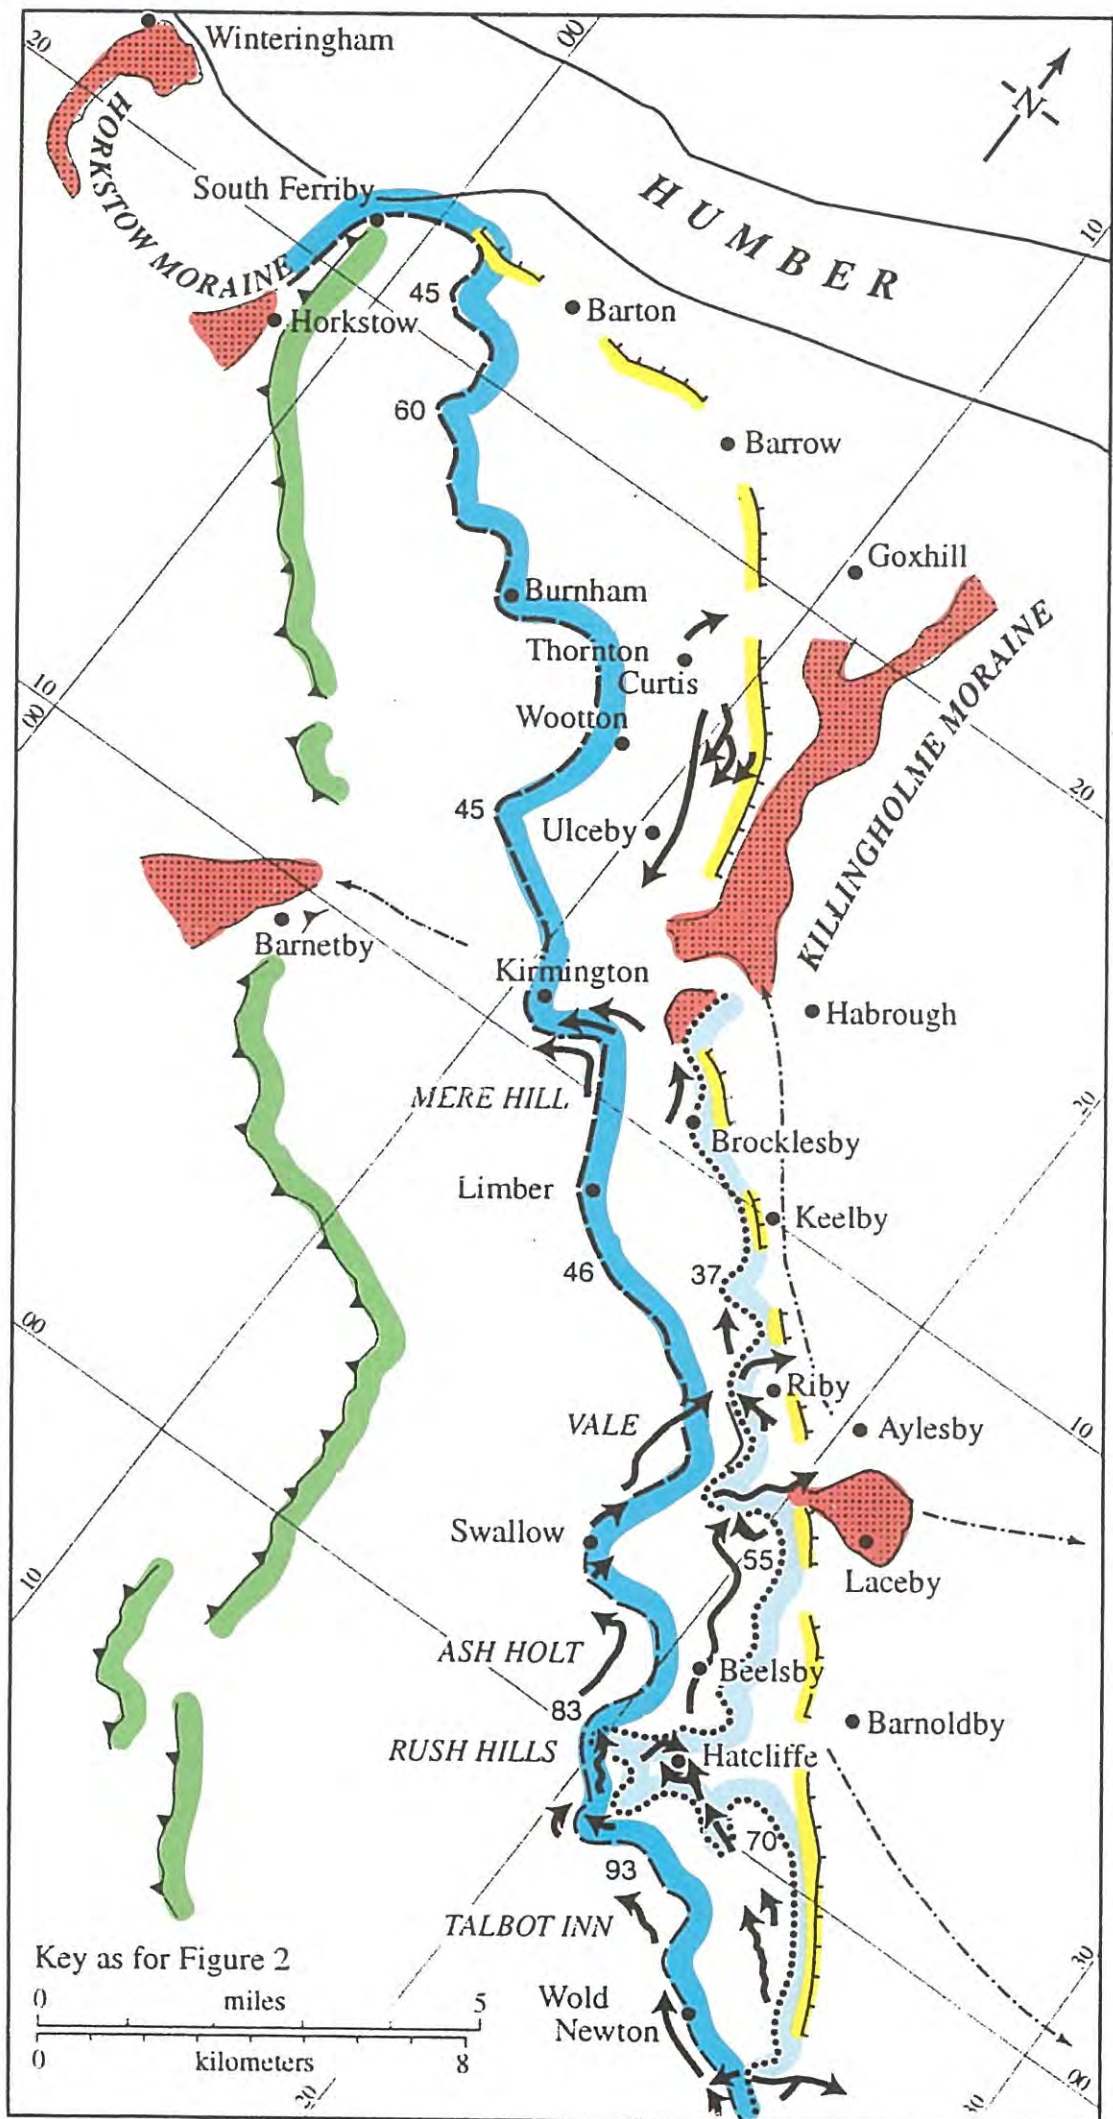 Winteringham
20
00
N
HORKSTOW MORAINE
South Ferriby
HUMBER
10
45
Barton
Horkstow
60
Barrow
Goxhill
Burnham
Thornton
Curtis
KILLINGHOLME MORAINE
10
00
Wootton
20
45
Ulceby
Barnetby
Kirmington
Habrough
MERE HILL
20
Brocklesby
Limber
Keelby
46
37
00
Riby
VALE
Aylesby
10
Swallow
10
55
Laceby
ASH HOLT
Beelsby
83
Barnoldby
RUSH HILLS
Hatcliffe
70
93
TALBOT INN
Key as for Figure 2
30
0 miles 5
Wold
Newton
0 kilometers 8
00
20
30